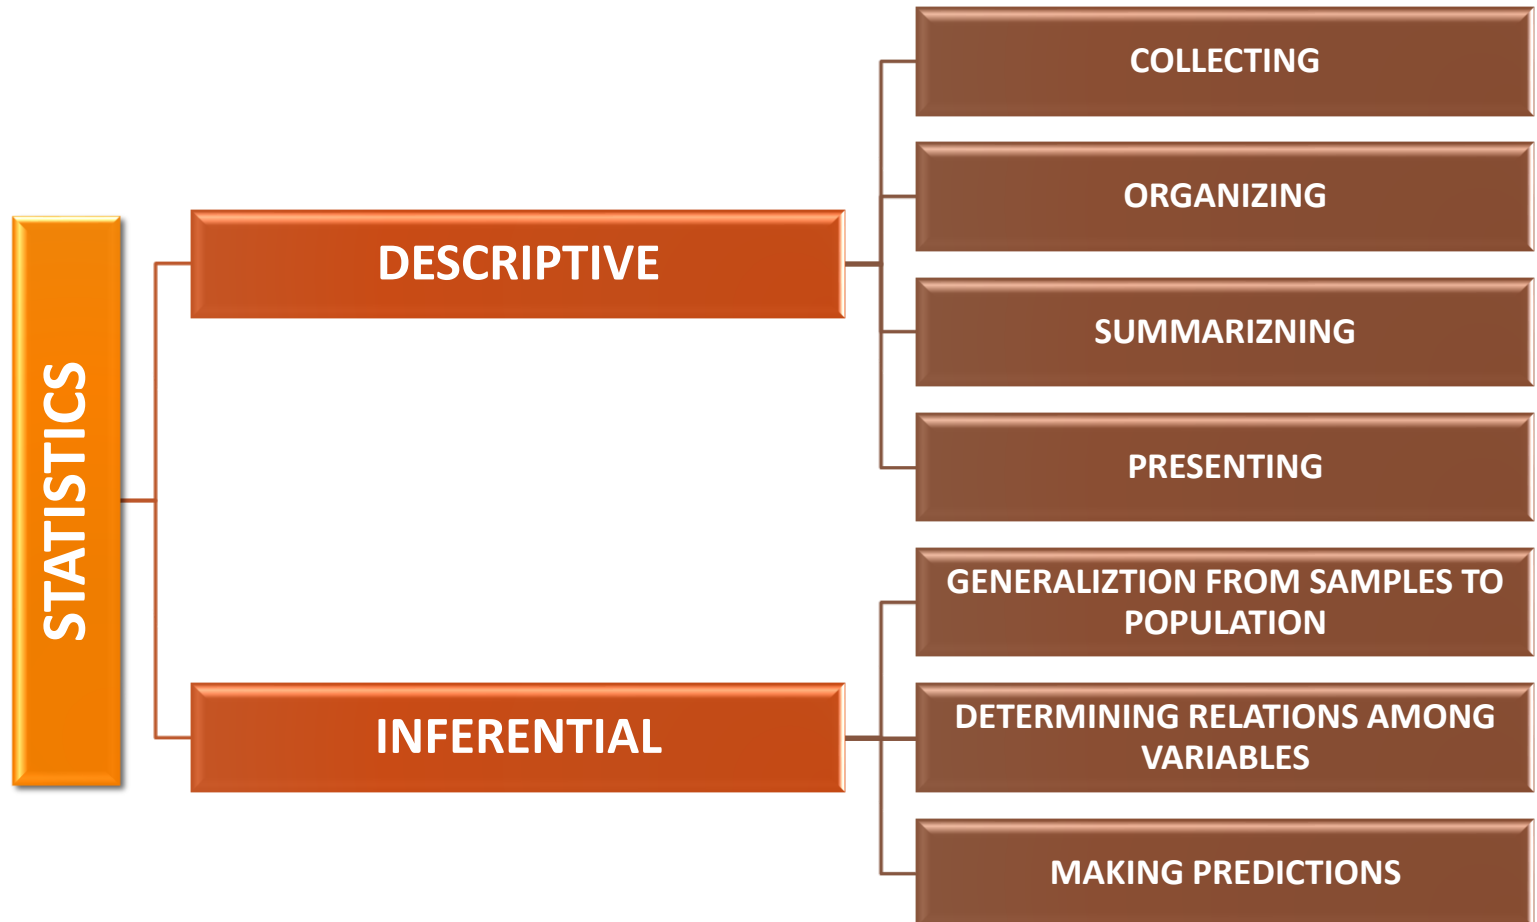 STATISTICS
DESCRIPTIVE
COLLECTING
ORGANIZING
SUMMARIZNING
PRESENTING
INFERENTIAL
GENERALIZTION FROM SAMPLES TO
POPULATION
DETERMINING RELATIONS AMONG
VARIABLES
MAKING PREDICTIONS